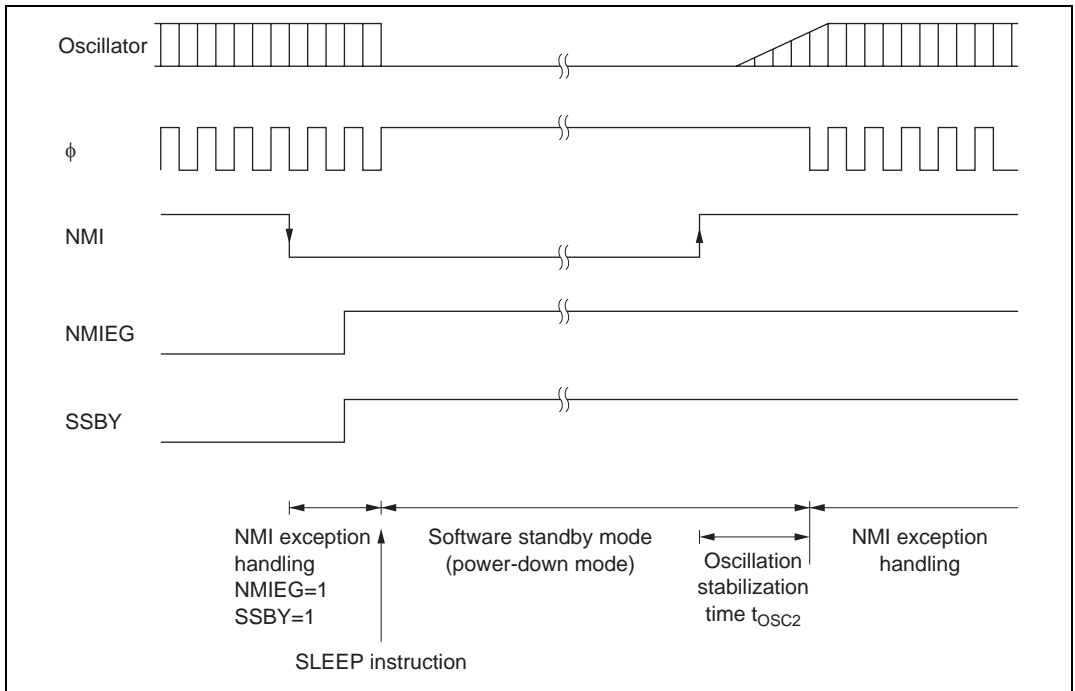 Oscillator
ϕ
NMI
NMIEG
SSBY
NMI exception
handling
NMIEG=1
SSBY=1
Software standby mode
(power-down mode)
Oscillation
stabilization
time tOSC2
NMI exception
handling
SLEEP instruction